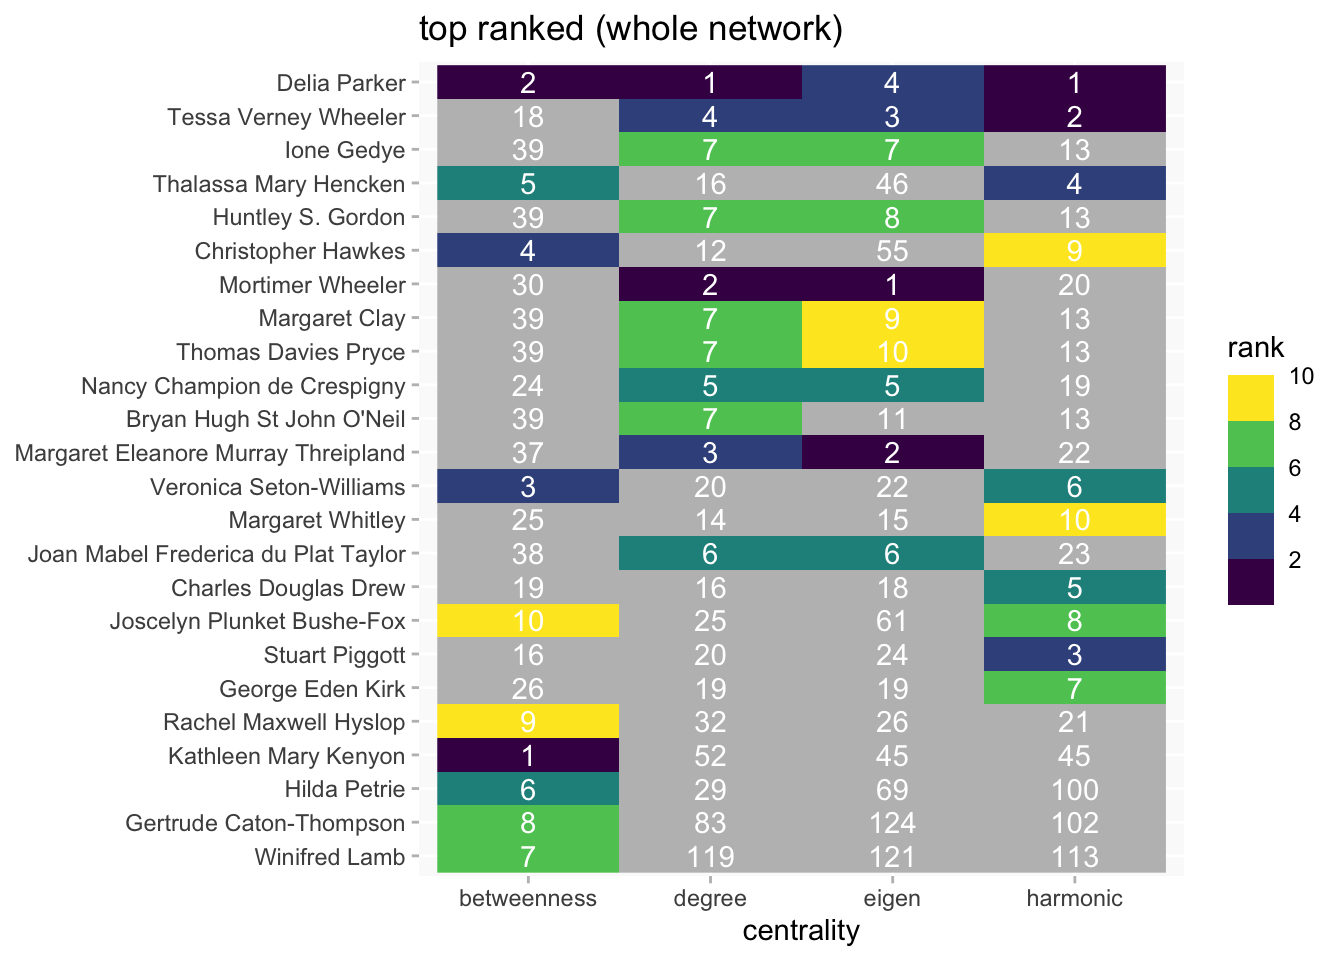 top ranked (whole network)
Delia Parker 2 1 4 1
Tessa Verney Wheeler 18 4 3 2
Ione Gedye 39 7 7 13
Thalassa Mary Hencken 5 16 46 4
Huntley S. Gordon 39 7 8 13
Christopher Hawkes 4 12 55 9
Mortimer Wheeler 30 2 1 20
Margaret Clay 39 7 9 13
Thomas Davies Pryce 39 7 10 13
Nancy Champion de Crespigny 24 5 5 19
Bryan Hugh St John O'Neil 39 7 11 13
Margaret Eleanore Murray Threipland 37 3 2 22
Veronica Seton-Williams 3 20 22 6
Margaret Whitley 25 14 15 10
Joan Mabel Frederica du Plat Taylor 38 6 6 23
Charles Douglas Drew 19 16 18 5
Joscelyn Plunket Bushe-Fox 10 25 61 8
Stuart Piggott 16 20 24 3
George Eden Kirk 26 19 19 7
Rachel Maxwell Hyslop 9 32 26 21
Kathleen Mary Kenyon 1 52 45 45
Hilda Petrie 6 29 69 100
Gertrude Caton-Thompson 8 83 124 102
Winifred Lamb 7 119 121 113
betweenness degree eigen harmonic
centrality
rank
10
8
6
4
2